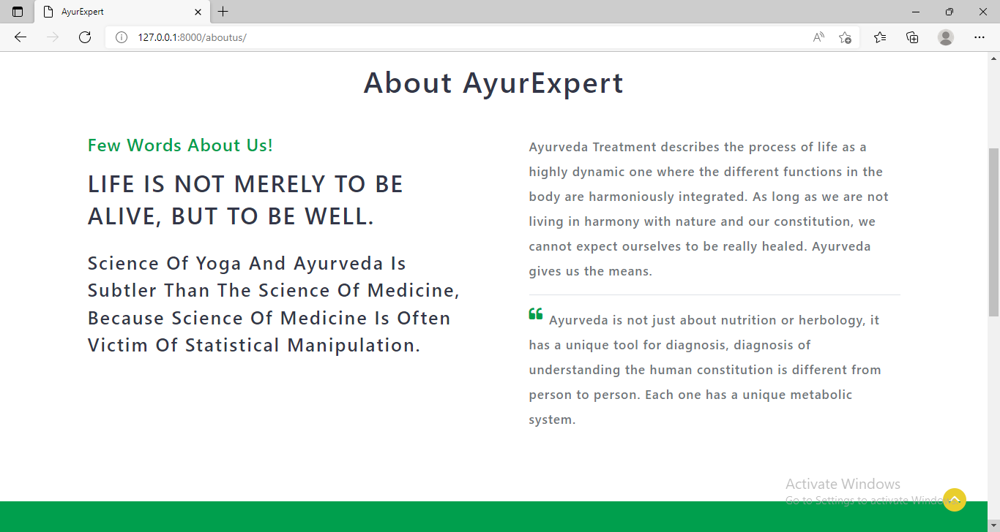 AyurExpert
127.0.0.1:8000/aboutus/
About AyurExpert
Few Words About Us!
LIFE IS NOT MERELY TO BE
ALIVE, BUT TO BE WELL.
Science Of Yoga And Ayurveda Is
Subtler Than The Science Of Medicine,
Because Science Of Medicine Is Often
Victim Of Statistical Manipulation.
Ayurveda Treatment describes the process of life as a
highly dynamic one where the different functions in the
body are harmoniously integrated. As long as we are not
living in harmony with nature and our constitution, we
cannot expect ourselves to be really healed. Ayurveda
gives us the means.
“ Ayurveda is not just about nutrition or herbology, it
has a unique tool for diagnosis, diagnosis of
understanding the human constitution is different from
person to person. Each one has a unique metabolic
system.
Activate Windows
Go to Settings to activate Windows.